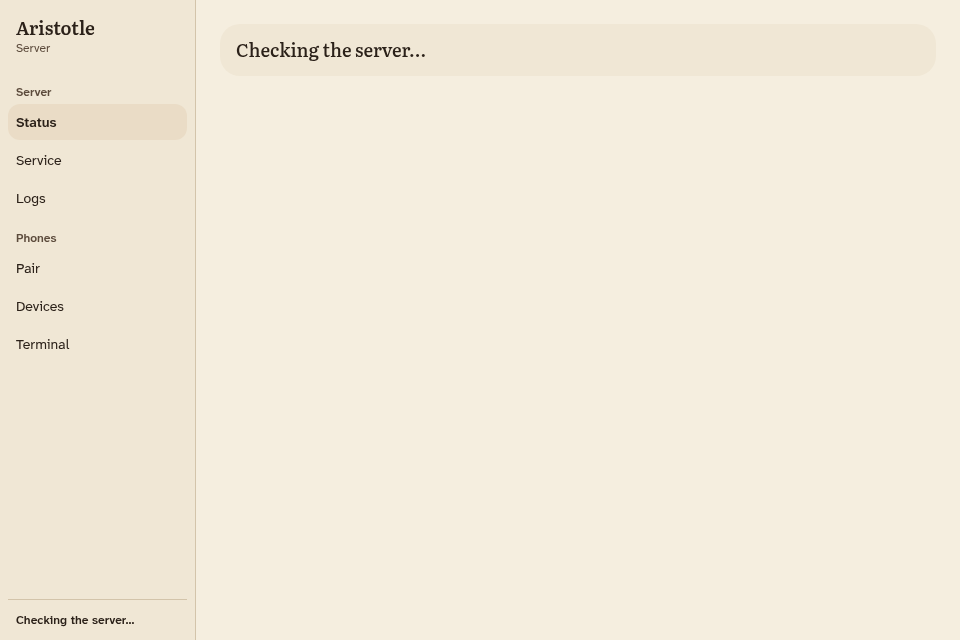 Aristotle
Server
Server
Status
Service
Logs
Phones
Pair
Devices
Terminal
Checking the server…
Checking the server…